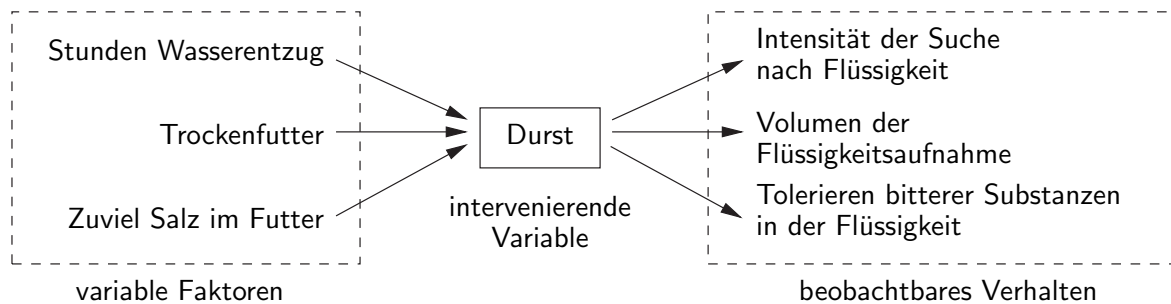 Stunden Wasserentzug
Trockenfutter
Zuviel Salz im Futter
variable Faktoren
Durst
intervenierende
Variable
Intensität der Suche
nach Flüssigkeit
Volumen der
Flüssigkeitsaufnahme
Tolerieren bitterer Substanzen
in der Flüssigkeit
beobachtbares Verhalten